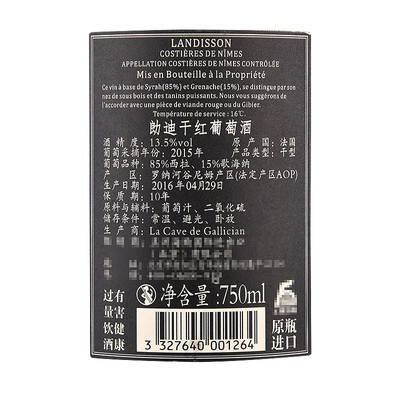 LANDISSON
COSTIÈRES DE NÎMES
APPELLATION COSTIÈRES DE NÎMES CONTRÔLÉE
Mis en Bouteille à la Propriété
Ce vin à base de Syrah(85%) et Grenache(15%), se distingue par son
nez de sous bois et des tanins puissants. Nous vous suggérons de
l'accorder avec une pièce de viande rouge ou du Gibier.
Température de service: 16℃.
劻迪干红葡萄酒
酒精度: 13.5%vol 原产国: 法国
葡萄采摘年份: 2015年 产品类型: 干型
葡萄品种: 85%西拉、15%歌海纳
产区: 罗纳河谷尼姆产区(法定产区AOP)
生产日期: 2016年04月29日
保质期: 10年
原料与辅料: 葡萄汁、二氧化硫
储存条件: 常温、避光、卧放
生产商: La Cave de Gallician
净含量: 750ml
过量饮酒
有害健康
原瓶进口
3 327640 001264